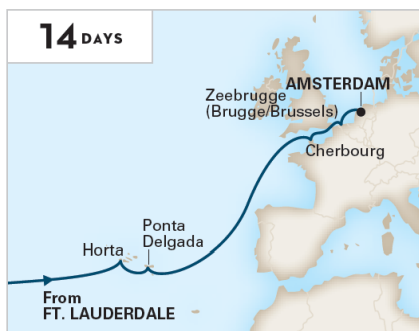 14 DAYS
AMSTERDAM
Zeebrugge
(Brugge/Brussels)
Cherbourg
Ponta
Delgada
Horta
From
FT. LAUDERDALE